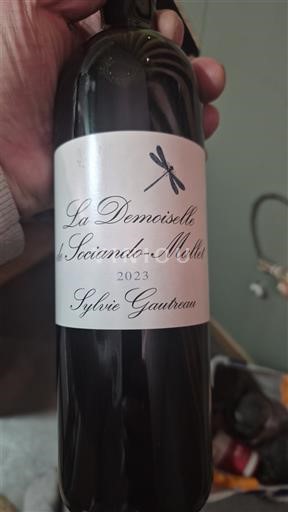 La Demoiselle
de Sociando-Mallet
2023
Sylvie Gautreau